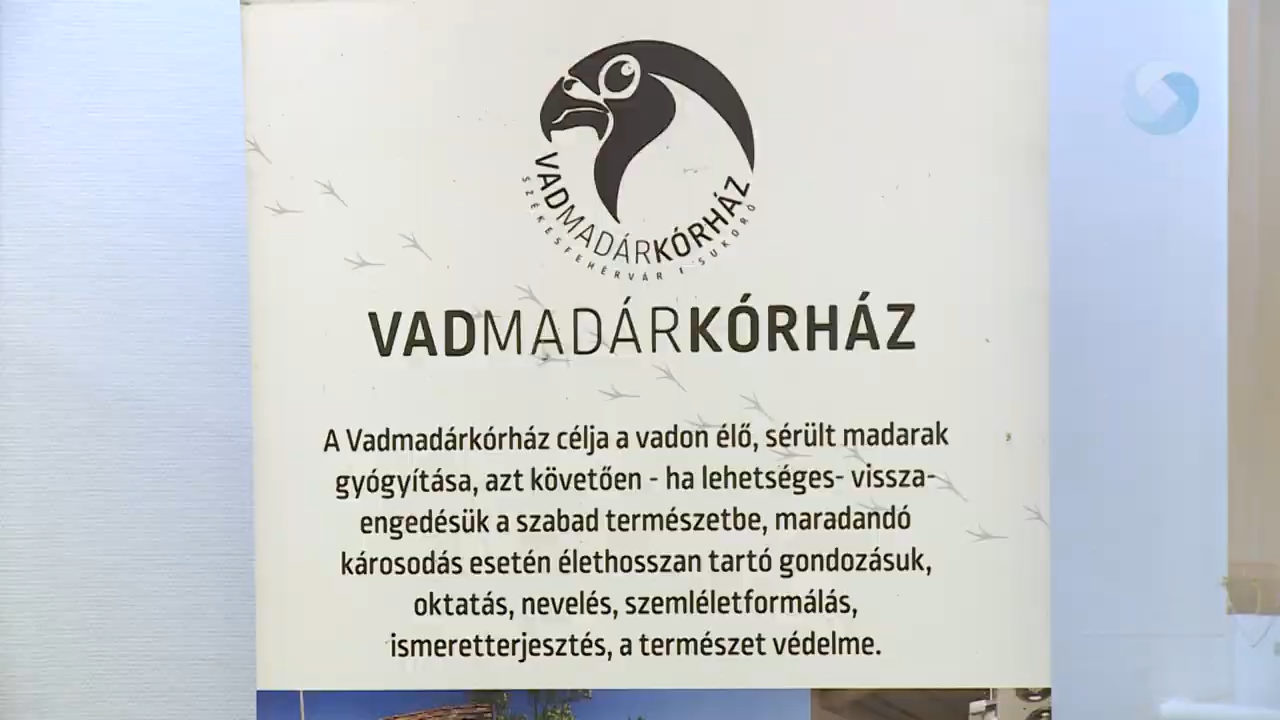 VADMADÁRKÓRHÁZ
SZÉKESFEHÉRVÁR I SUKORÓ
VADMADÁRKÓRHÁZ
A Vadmadárkórház célja a vadon élő, sérült madarak
gyógyítása, azt követően - ha lehetséges- vissza-
engedésük a szabad természetbe, maradandó
károsodás esetén élethosszan tartó gondozásuk,
oktatás, nevelés, szemléletformálás,
ismeretterjesztés, a természet védelme.